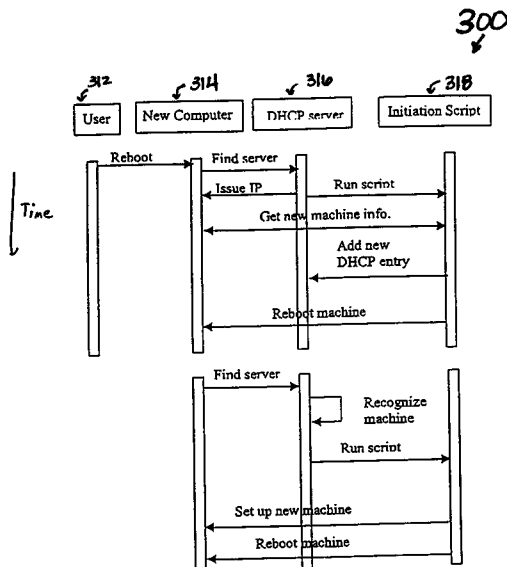 300
312
314
316
318
User
New Computer
DHCP server
Initiation Script
Reboot
Find server
Issue IP
Run script
Time
Get new machine info.
Add new
DHCP entry
Reboot machine
Find server
Recognize
machine
Run script
Set up new machine
Reboot machine